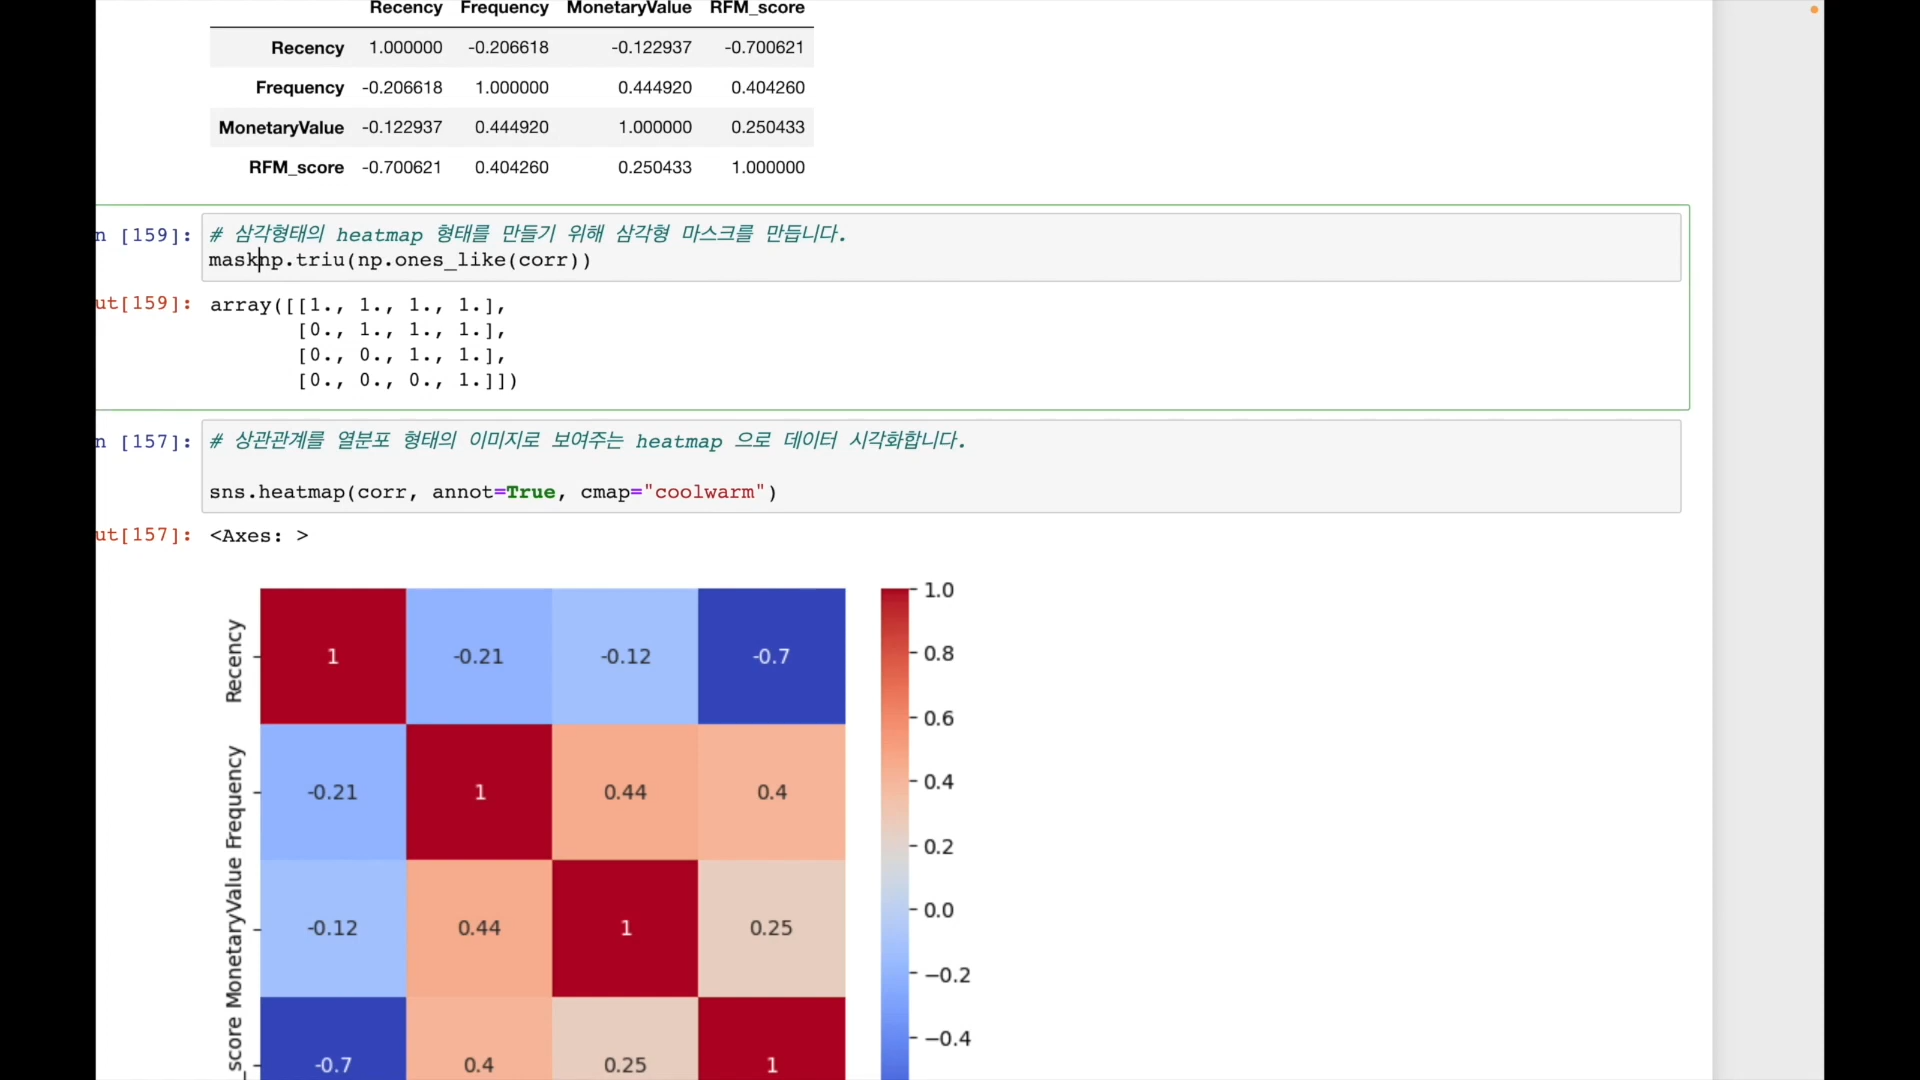 Recency Frequency MonetaryValue RFM_score
Recency 1.000000 -0.206618 -0.122937 -0.700621
Frequency -0.206618 1.000000 0.444920 0.404260
MonetaryValue -0.122937 0.444920 1.000000 0.250433
RFM_score -0.700621 0.404260 0.250433 1.000000
n [159]: # 삼각형태의 heatmap 형태를 만들기 위해 삼각형 마스크를 만듭니다.
masknp.triu(np.ones_like(corr))
ut[159]: array([[1., 1., 1., 1.],
[0., 1., 1., 1.],
[0., 0., 1., 1.],
[0., 0., 0., 1.]])
n [157]: # 상관관계를 열분포 형태의 이미지로 보여주는 heatmap 으로 데이터 시각화합니다.
sns.heatmap(corr, annot=True, cmap="coolwarm")
ut[157]: <Axes: >
Recency 1 -0.21 -0.12 -0.7
Frequency -0.21 1 0.44 0.4
MonetaryValue -0.12 0.44 1 0.25
_score -0.7 0.4 0.25 1
1.0
0.8
0.6
0.4
0.2
0.0
−0.2
−0.4